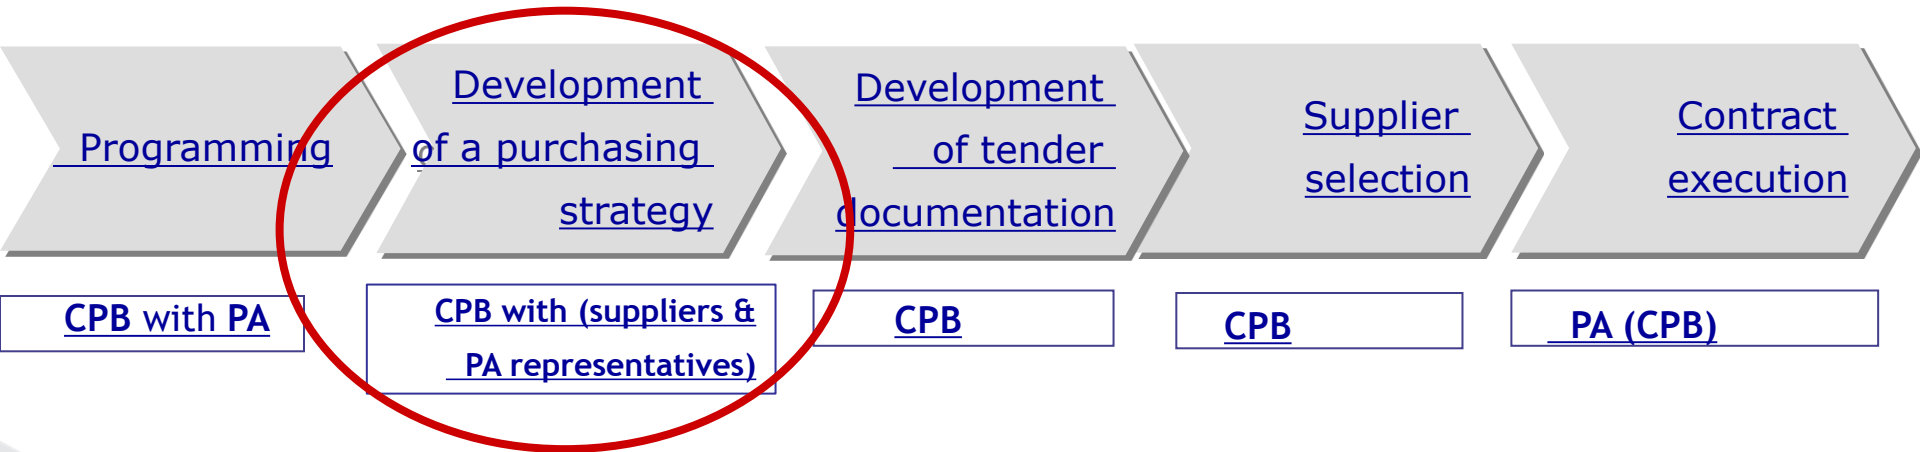 Programming
Development
of a purchasing
strategy
Development
of tender
documentation
Supplier
selection
Contract
execution
CPB with PA
CPB with (suppliers &
PA representatives)
CPB
CPB
PA (CPB)